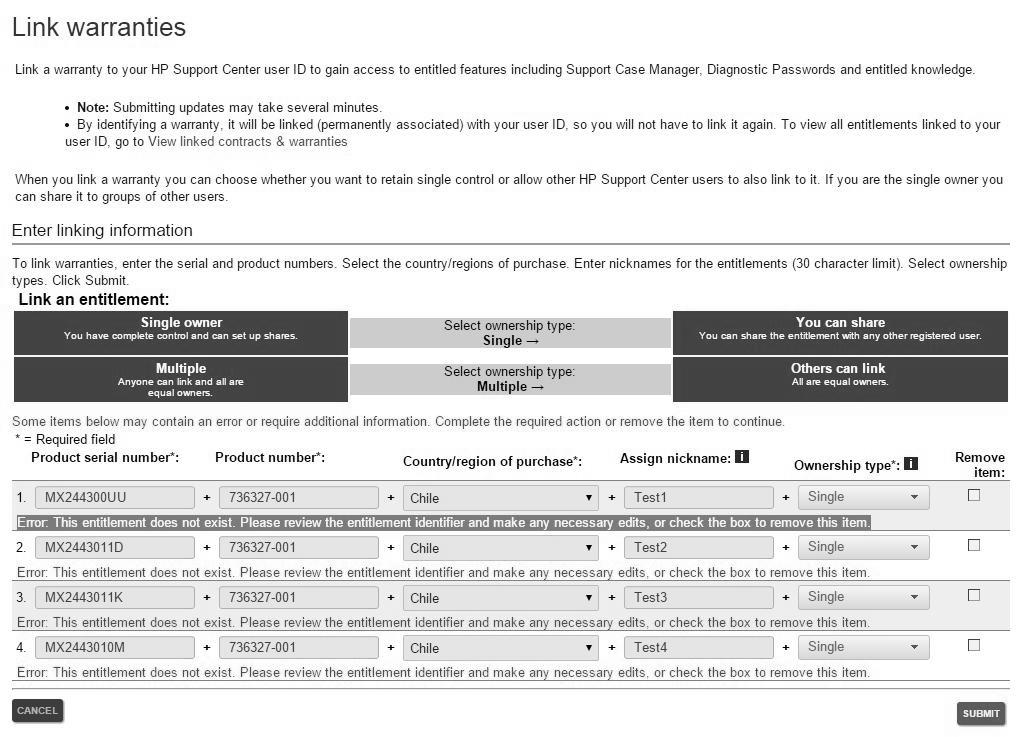 Link warranties
Link a warranty to your HP Support Center user ID to gain access to entitled features including Support Case Manager, Diagnostic Passwords and entitled knowledge.
• Note: Submitting updates may take several minutes.
• By identifying a warranty, it will be linked (permanently associated) with your user ID, so you will not have to link it again. To view all entitlements linked to your
user ID, go to View linked contracts & warranties
When you link a warranty you can choose whether you want to retain single control or allow other HP Support Center users to also link to it. If you are the single owner you
can share it to groups of other users.
Enter linking information
To link warranties, enter the serial and product numbers. Select the country/regions of purchase. Enter nicknames for the entitlements (30 character limit). Select ownership
types. Click Submit.
Link an entitlement:
Single owner
You have complete control and can set up shares.
Select ownership type:
Single →
You can share
You can share the entitlement with any other registered user.
Multiple
Anyone can link and all are
equal owners.
Select ownership type:
Multiple →
Others can link
All are equal owners.
Some items below may contain an error or require additional information. Complete the required action or remove the item to continue.
* = Required field
Product serial number*: Product number*: Country/region of purchase*: Assign nickname: i Ownership type*: i Remove
item:
1. MX244300UU + 736327-001 + Chile + Test1 + Single
Error: This entitlement does not exist. Please review the entitlement identifier and make any necessary edits, or check the box to remove this item.
2. MX2443011D + 736327-001 + Chile + Test2 + Single
Error: This entitlement does not exist. Please review the entitlement identifier and make any necessary edits, or check the box to remove this item.
3. MX2443011K + 736327-001 + Chile + Test3 + Single
Error: This entitlement does not exist. Please review the entitlement identifier and make any necessary edits, or check the box to remove this item.
4. MX2443010M + 736327-001 + Chile + Test4 + Single
Error: This entitlement does not exist. Please review the entitlement identifier and make any necessary edits, or check the box to remove this item.
CANCEL SUBMIT